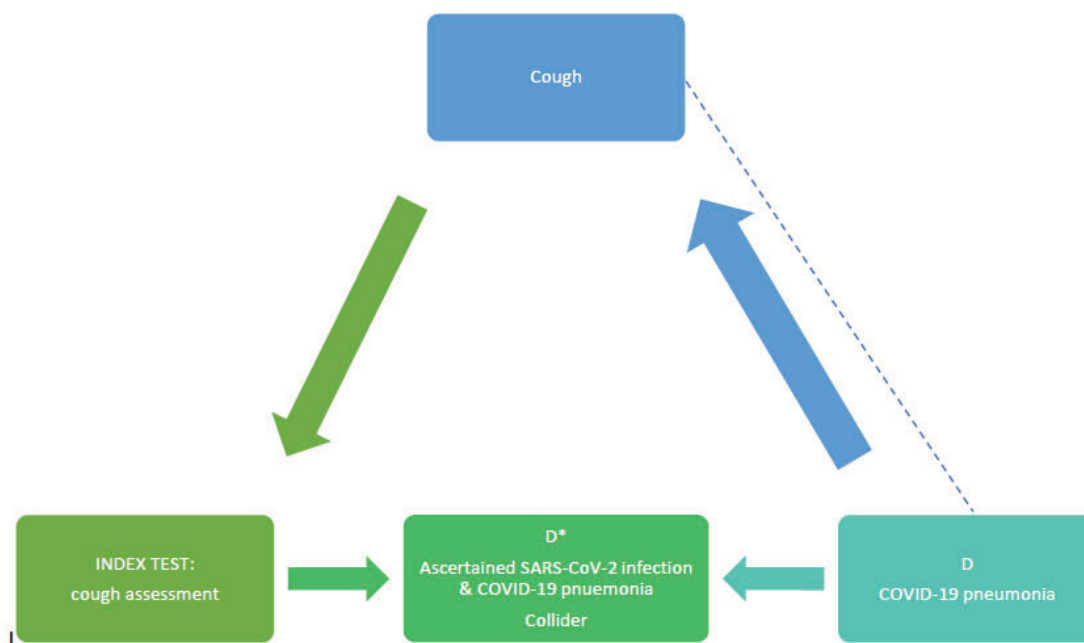 Cough
INDEX TEST:
cough assessment
D*
Ascertained SARS-CoV-2 infection
& COVID-19 pnuemonia
Collider
D
COVID-19 pneumonia